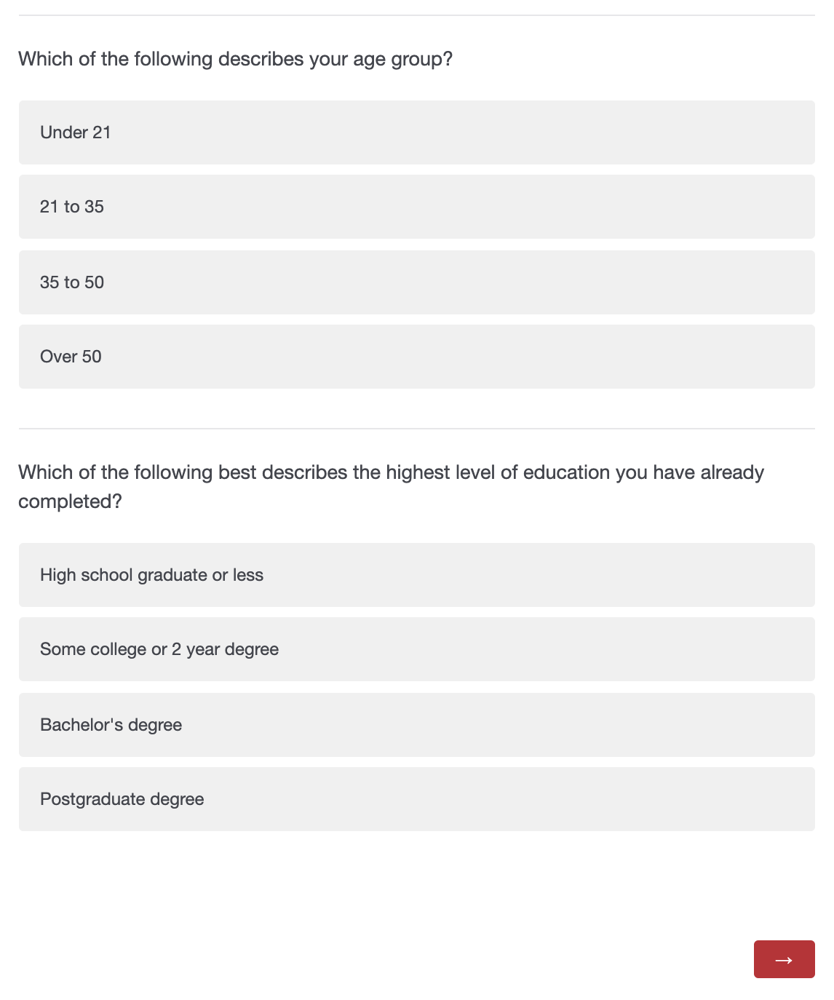 Which of the following describes your age group?
Under 21
21 to 35
35 to 50
Over 50
Which of the following best describes the highest level of education you have already
completed?
High school graduate or less
Some college or 2 year degree
Bachelor's degree
Postgraduate degree
→